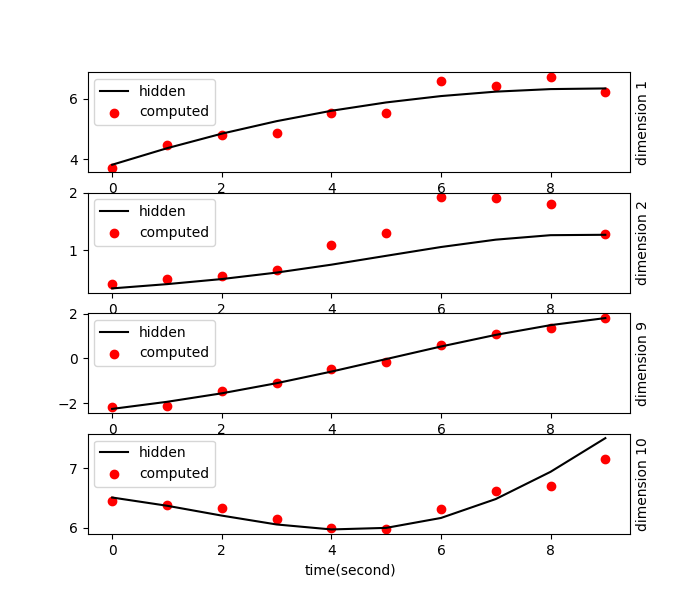 hidden
computed
6
4
0 2 4 6 8
dimension 1
hidden
computed
2
1
0 2 4 6 8
dimension 2
hidden
computed
2
0
−2
0 2 4 6 8
dimension 9
hidden
computed
7
6
0 2 4 6 8
dimension 10
time(second)